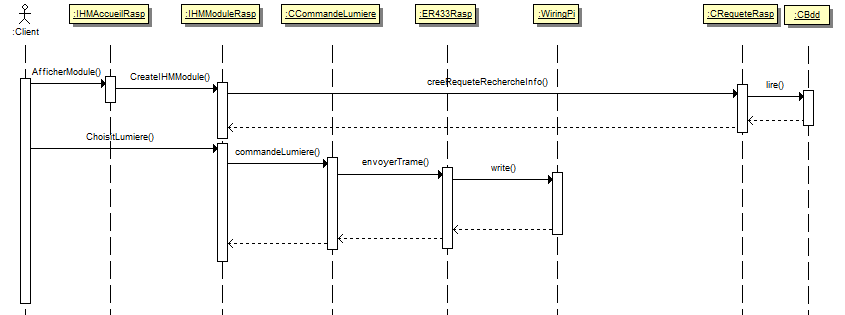 :Client
:IHMAccueilRasp
:IHMModuleRasp
:CCommandeLumiere
:ER433Rasp
:WiringPi
:CRequeteRasp
:CBdd
AfficherModule()
CreateIHMModule()
creeRequeteRechercheInfo()
lire()
ChoisitLumiere()
commandeLumiere()
envoyerTrame()
write()